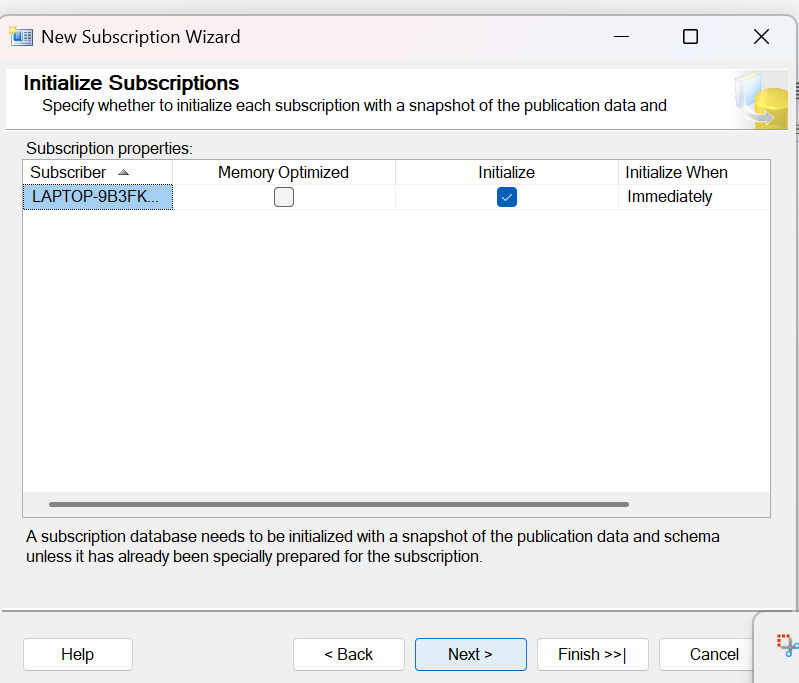 New Subscription Wizard
Initialize Subscriptions
Specify whether to initialize each subscription with a snapshot of the publication data and
Subscription properties:
Subscriber Memory Optimized Initialize Initialize When
LAPTOP-9B3FK... Immediately
A subscription database needs to be initialized with a snapshot of the publication data and schema
unless it has already been specially prepared for the subscription.
Help < Back Next > Finish >>| Cancel